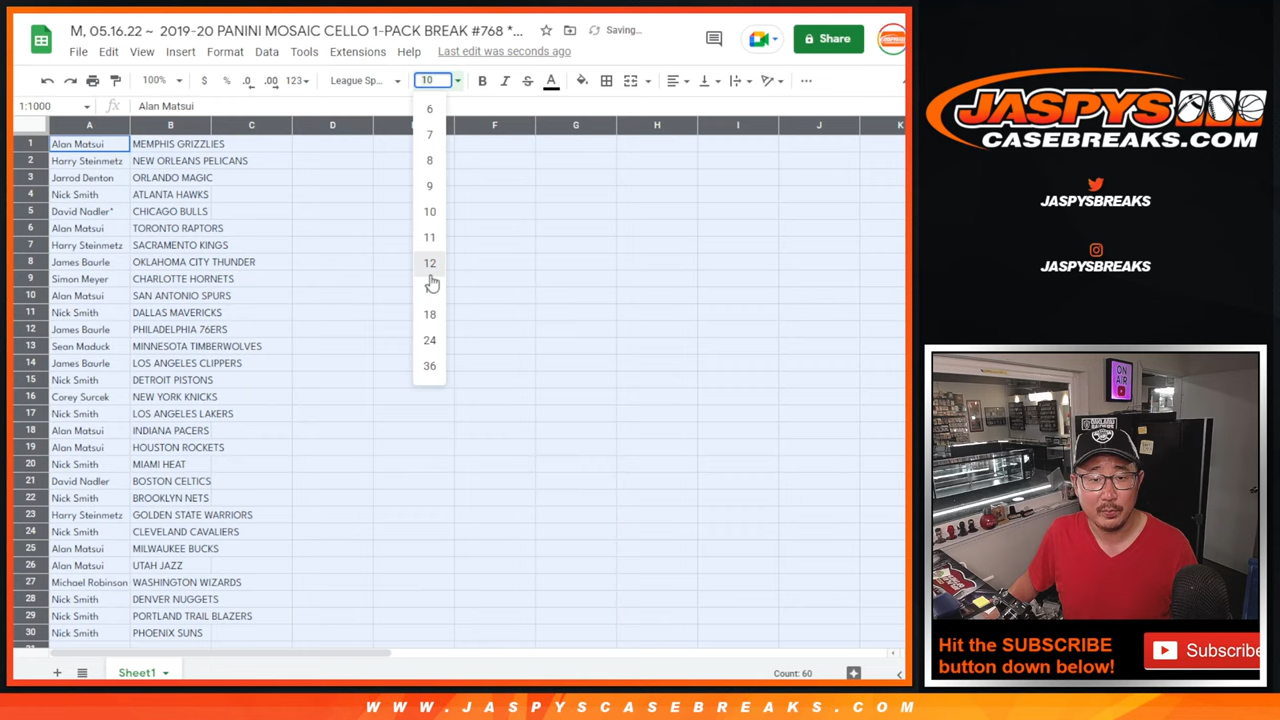 M, 05.16.22 ~ 2019-20 PANINI MOSAIC CELLO 1-PACK BREAK #768 *...
Saving...
File Edit View Insert Format Data Tools Extensions Help Last edit was seconds ago
Share
100% $ % .0 .00 123 League Sp... 10 B I S A
1:1000 fx Alan Matsui
A B C D F G H I J K
1 Alan Matsui MEMPHIS GRIZZLIES
2 Harry Steinmetz NEW ORLEANS PELICANS
3 Jarrod Denton ORLANDO MAGIC
4 Nick Smith ATLANTA HAWKS
5 David Nadler* CHICAGO BULLS
6 Alan Matsui TORONTO RAPTORS
7 Harry Steinmetz SACRAMENTO KINGS
8 James Baurle OKLAHOMA CITY THUNDER
9 Simon Meyer CHARLOTTE HORNETS
10 Alan Matsui SAN ANTONIO SPURS
11 Nick Smith DALLAS MAVERICKS
12 James Baurle PHILADELPHIA 76ERS
13 Sean Maduck MINNESOTA TIMBERWOLVES
14 James Baurle LOS ANGELES CLIPPERS
15 Nick Smith DETROIT PISTONS
16 Corey Surcek NEW YORK KNICKS
17 Nick Smith LOS ANGELES LAKERS
18 Alan Matsui INDIANA PACERS
19 Alan Matsui HOUSTON ROCKETS
20 Nick Smith MIAMI HEAT
21 David Nadler BOSTON CELTICS
22 Nick Smith BROOKLYN NETS
23 Harry Steinmetz GOLDEN STATE WARRIORS
24 Nick Smith CLEVELAND CAVALIERS
25 Alan Matsui MILWAUKEE BUCKS
26 Alan Matsui UTAH JAZZ
27 Michael Robinson WASHINGTON WIZARDS
28 Nick Smith DENVER NUGGETS
29 Nick Smith PORTLAND TRAIL BLAZERS
30 Nick Smith PHOENIX SUNS
6
7
8
9
10
11
12
18
24
36
Sheet1
Count: 60
JASPYS
CASEBREAKS.COM
JASPYSBREAKS
JASPYSBREAKS
ON
AIR
Hit the SUBSCRIBE
button down below!
Subscribe
WWW.JASPYSCASEBREAKS.COM